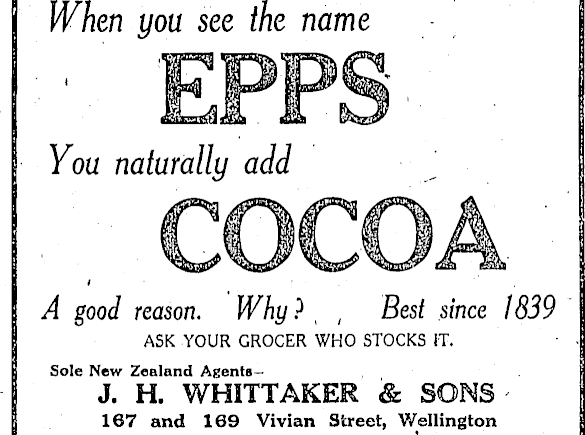 When you see the name
EPPS
You naturally add
COCOA
A good reason. Why? Best since 1839
ASK YOUR GROCER WHO STOCKS IT.
Sole New Zealand Agents—
J. H. WHITTAKER & SONS
167 and 169 Vivian Street, Wellington